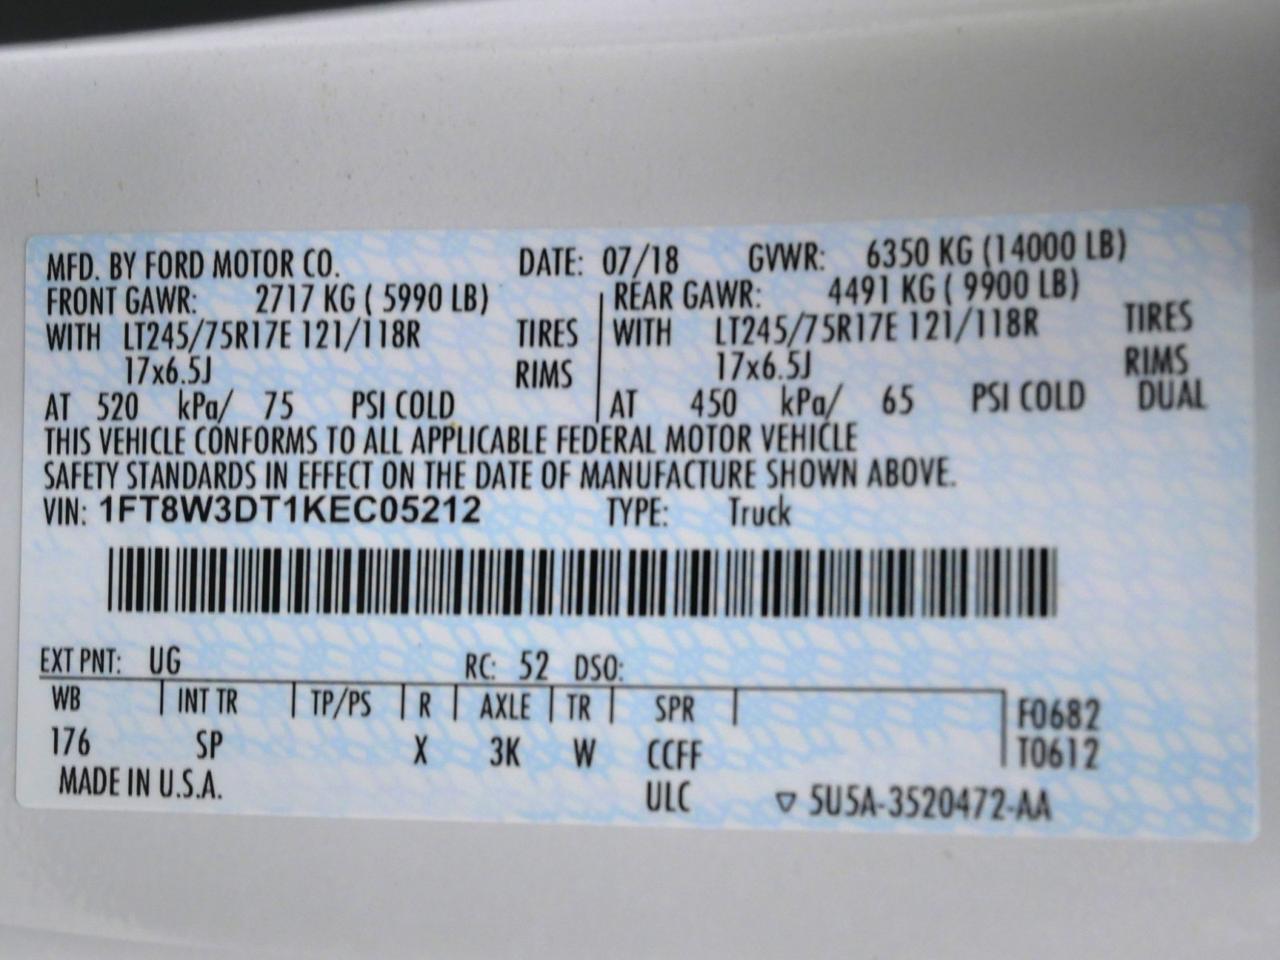 MFD. BY FORD MOTOR CO. DATE: 07/18 GVWR: 6350 KG (14000 LB)
FRONT GAWR: 2717 KG ( 5990 LB) REAR GAWR: 4491 KG ( 9900 LB)
WITH LT245/75R17E 121/118R TIRES WITH LT245/75R17E 121/118R TIRES
17x6.5J RIMS 17x6.5J RIMS
AT 520 kPa/ 75 PSI COLD AT 450 kPa/ 65 PSI COLD DUAL
THIS VEHICLE CONFORMS TO ALL APPLICABLE FEDERAL MOTOR VEHICLE
SAFETY STANDARDS IN EFFECT ON THE DATE OF MANUFACTURE SHOWN ABOVE.
VIN: 1FT8W3DT1KEC05212 TYPE: Truck
EXT PNT: UG RC: 52 DSO:
WB INT TR TP/PS R AXLE TR SPR F0682
176 SP X 3K W CCFF T0612
MADE IN U.S.A. ULC ▽ 5U5A-3520472-AA